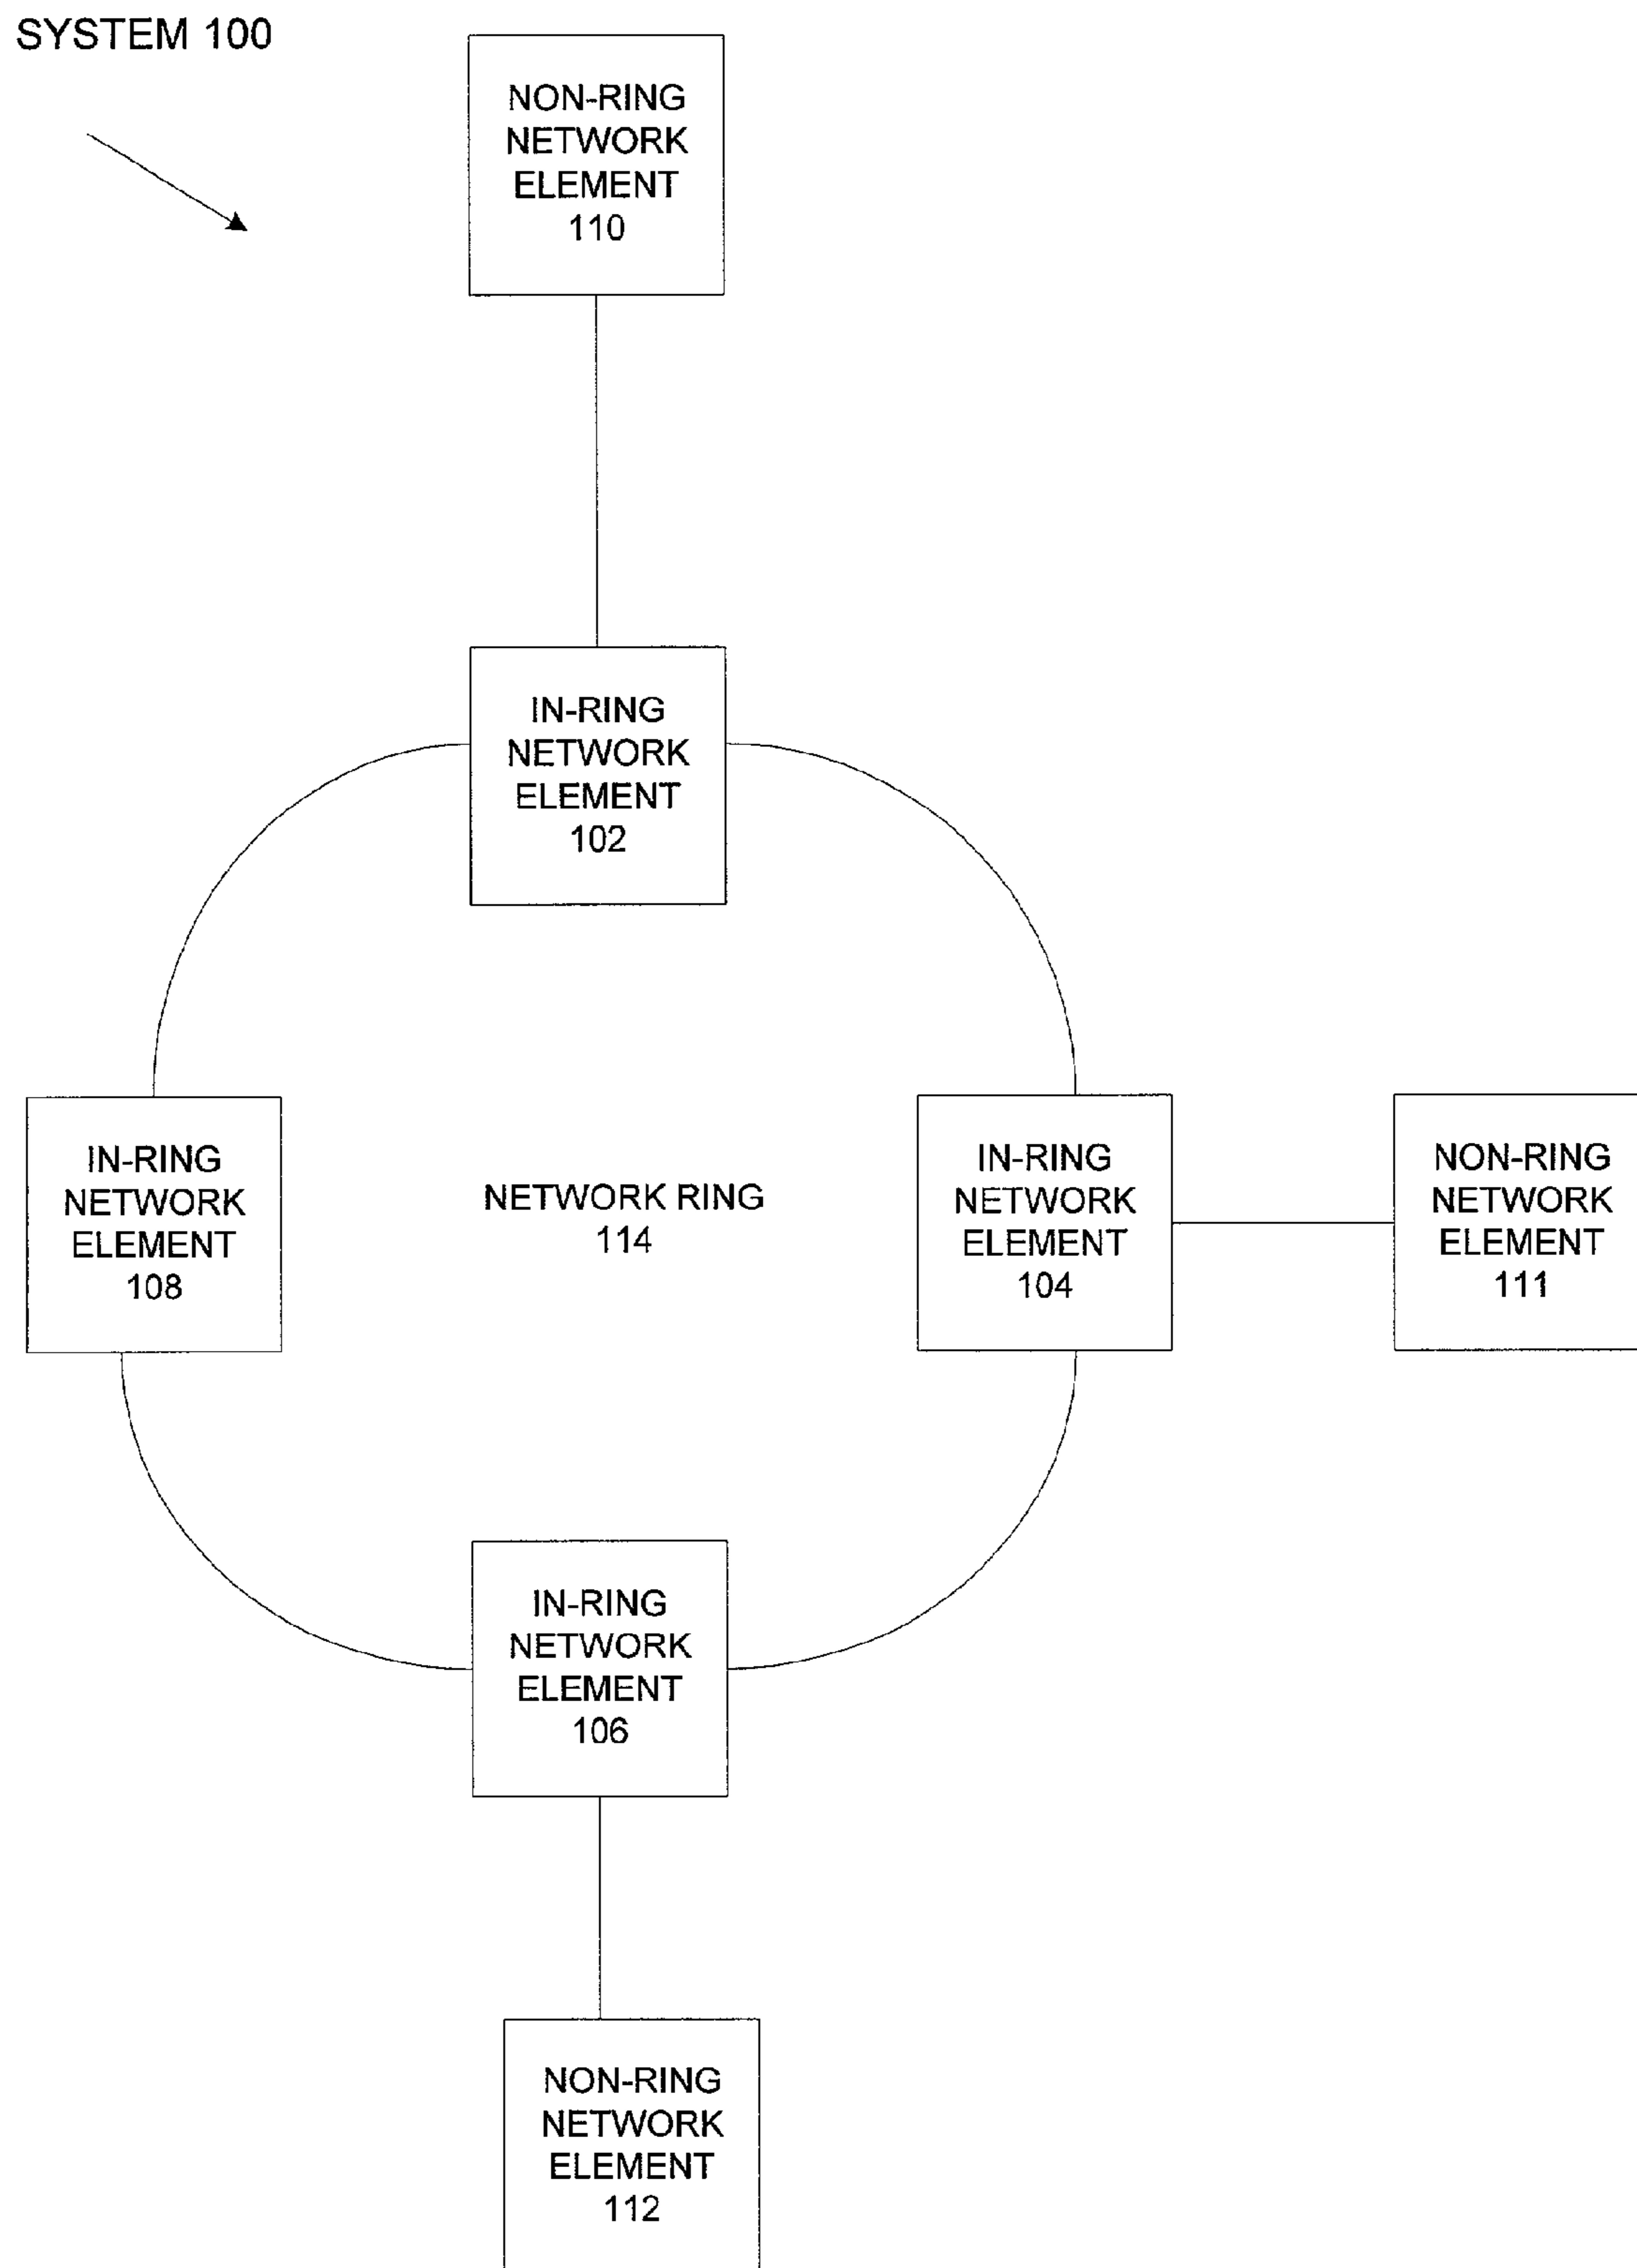 SYSTEM 100
NON-RING
NETWORK
ELEMENT
110
IN-RING
NETWORK
ELEMENT
102
IN-RING
NETWORK
ELEMENT
108
NETWORK RING
114
IN-RING
NETWORK
ELEMENT
104
NON-RING
NETWORK
ELEMENT
111
IN-RING
NETWORK
ELEMENT
106
NON-RING
NETWORK
ELEMENT
112